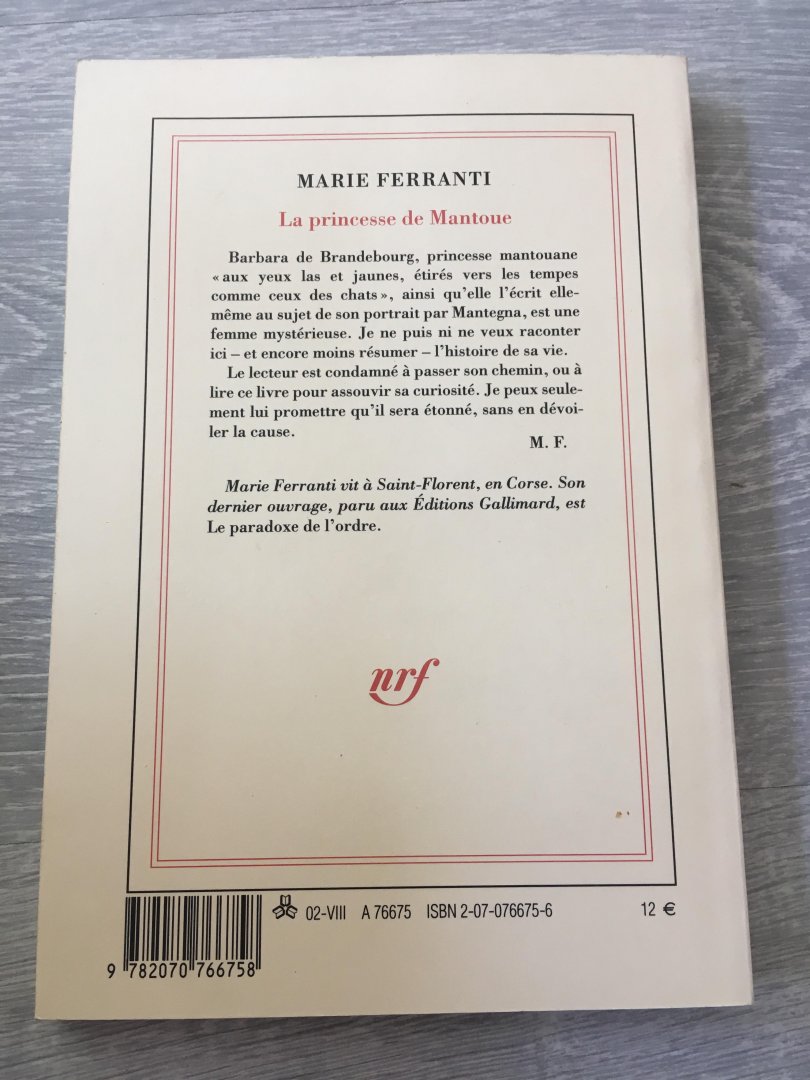 MARIE FERRANTI
La princesse de Mantoue
Barbara de Brandebourg, princesse mantouane
« aux yeux las et jaunes, étirés vers les tempes
comme ceux des chats », ainsi qu'elle l'écrit elle-
même au sujet de son portrait par Mantegna, est une
femme mystérieuse. Je ne puis ni ne veux raconter
ici – et encore moins résumer – l'histoire de sa vie.
Le lecteur est condamné à passer son chemin, ou à
lire ce livre pour assouvir sa curiosité. Je peux seule-
ment lui promettre qu'il sera étonné, sans en dévoi-
ler la cause.
M. F.
Marie Ferranti vit à Saint-Florent, en Corse. Son
dernier ouvrage, paru aux Éditions Gallimard, est
Le paradoxe de l'ordre.
nrf
02-VIII A 76675 ISBN 2-07-076675-6 12 €
9 782070 766758